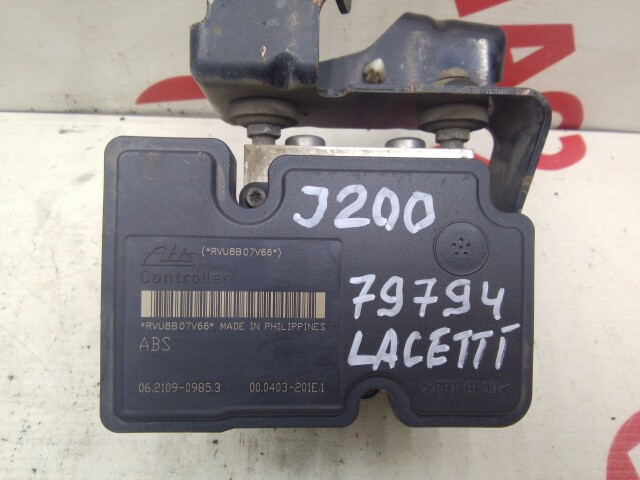 J200
Ate (*RVU8B07V66*)
Controller
79794
*RVU8B07V66* MADE IN PHILIPPINES
LACETTI
ABS
06.2109-0985.3 00.0403-201E.1
>PBT GF30<